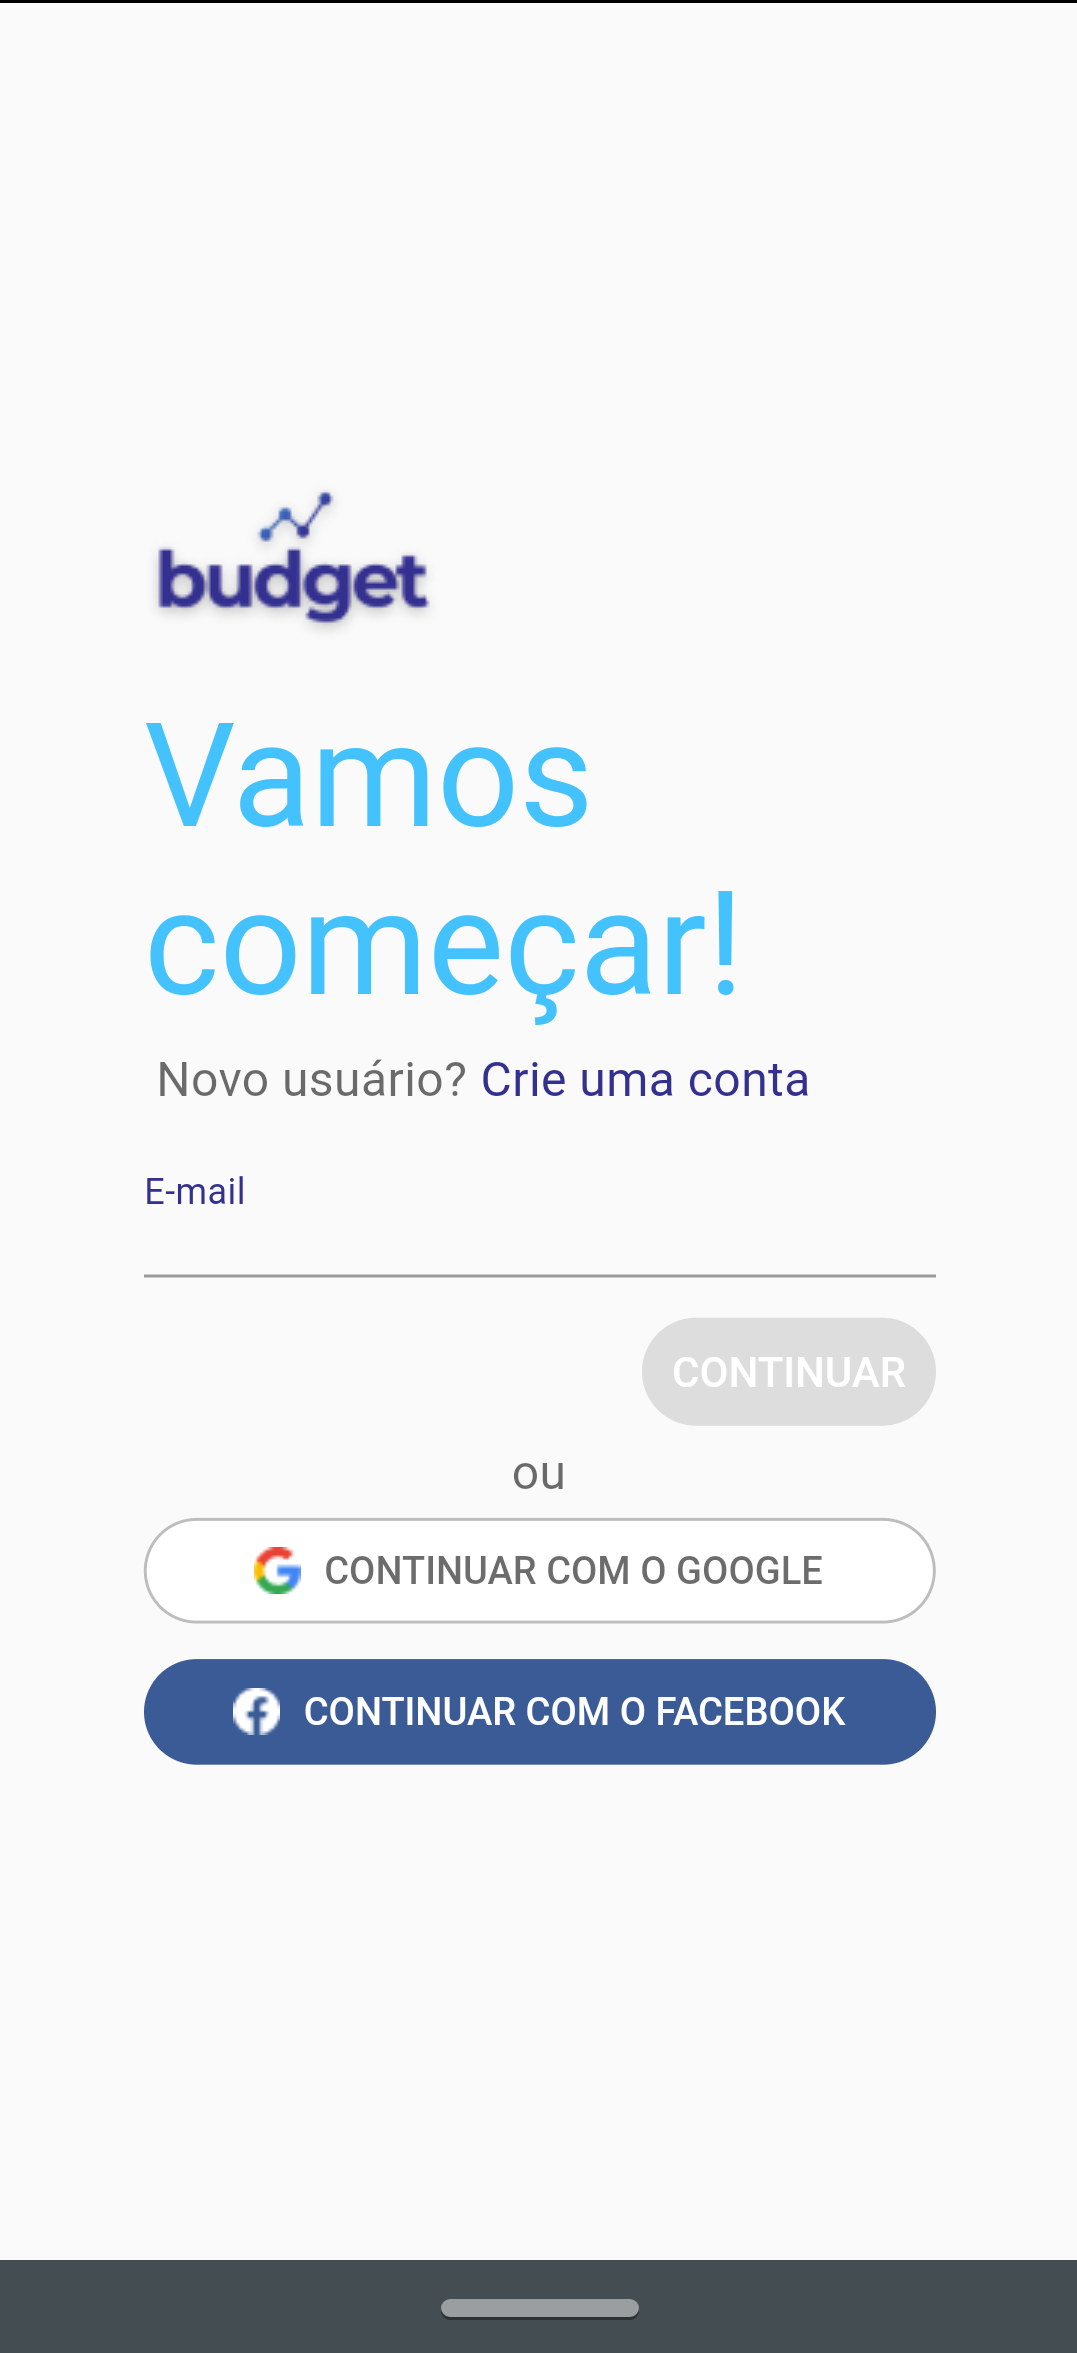 budget
Vamos
começar!
Novo usuário? Crie uma conta
E-mail
CONTINUAR
ou
CONTINUAR COM O GOOGLE
CONTINUAR COM O FACEBOOK